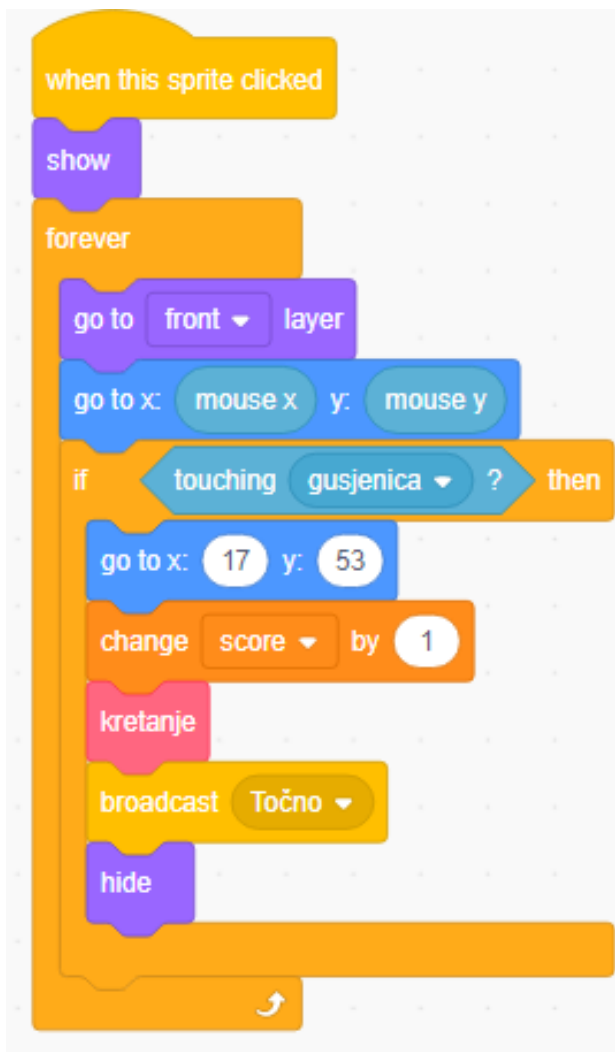 when this sprite clicked
show
forever
go to front layer
go to x: mouse x y: mouse y
if touching gusjenica ? then
go to x: 17 y: 53
change score by 1
kretanje
broadcast Točno
hide